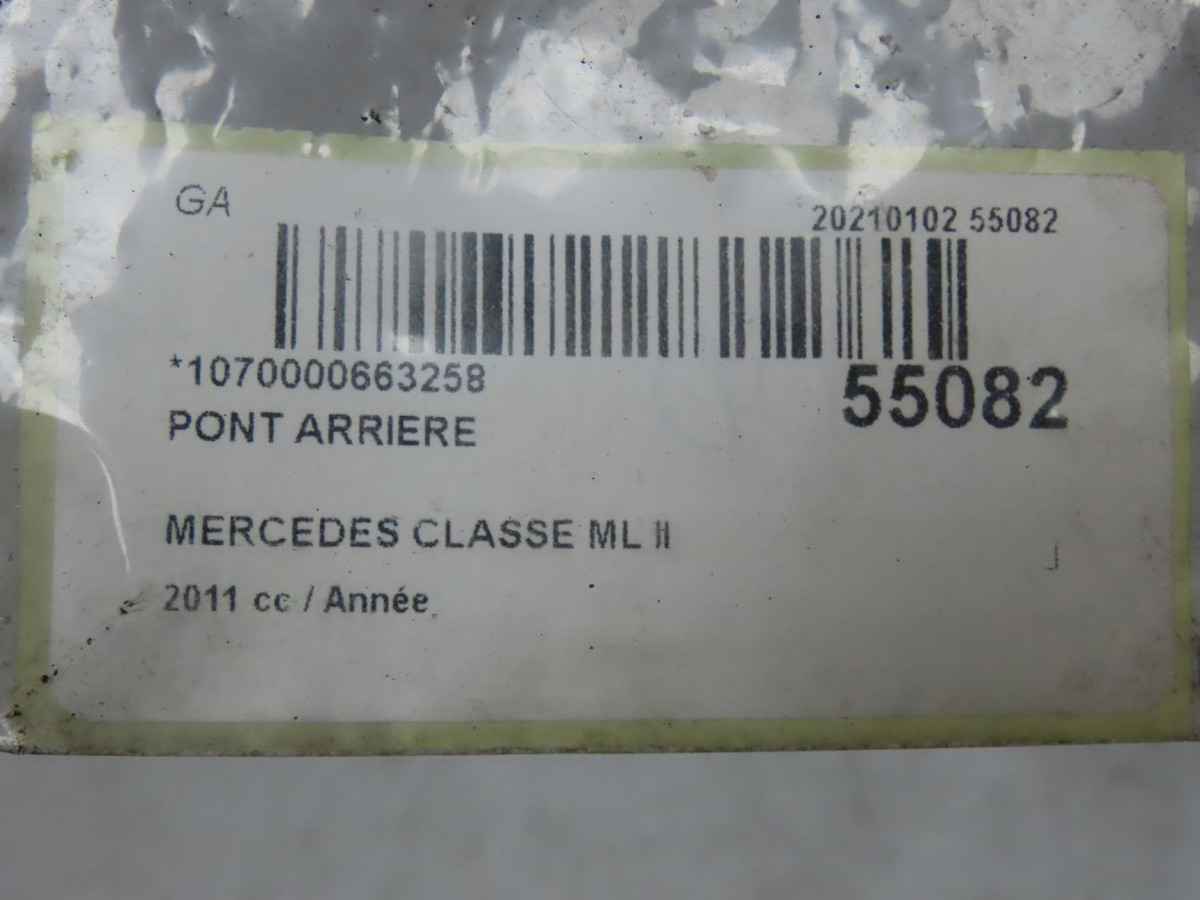 GA
20210102 55082
*1070000663258
55082
PONT ARRIERE
MERCEDES CLASSE ML II
2011 cc / Année